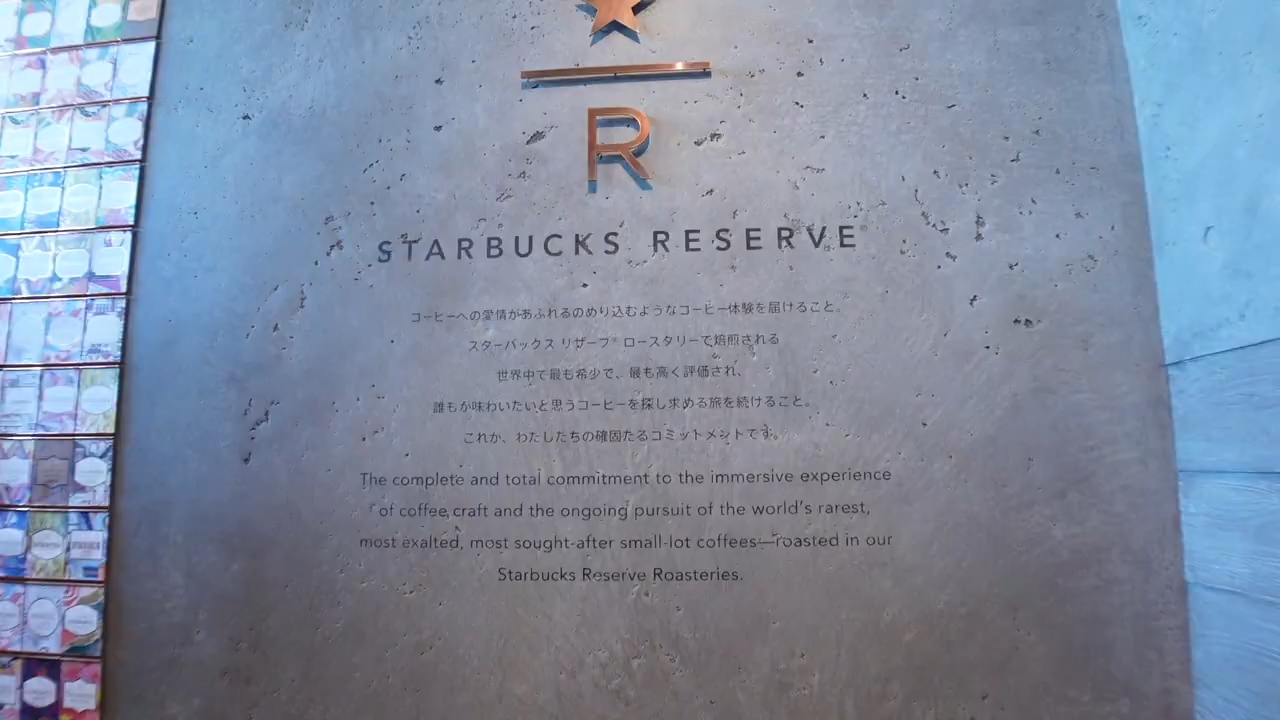 R
STARBUCKS RESERVE®
コーヒーへの愛情があふれるのめり込むようなコーヒー体験を届けること。
スターバックス リザーブ® ロースタリーで焙煎される
世界中で最も希少で、最も高く評価され、
誰もが味わいたいと思うコーヒーを探し求める旅を続けること。
これが、わたしたちの確固たるコミットメントです。
The complete and total commitment to the immersive experience
of coffee craft and the ongoing pursuit of the world's rarest,
most exalted, most sought-after small-lot coffees—roasted in our
Starbucks Reserve Roasteries.